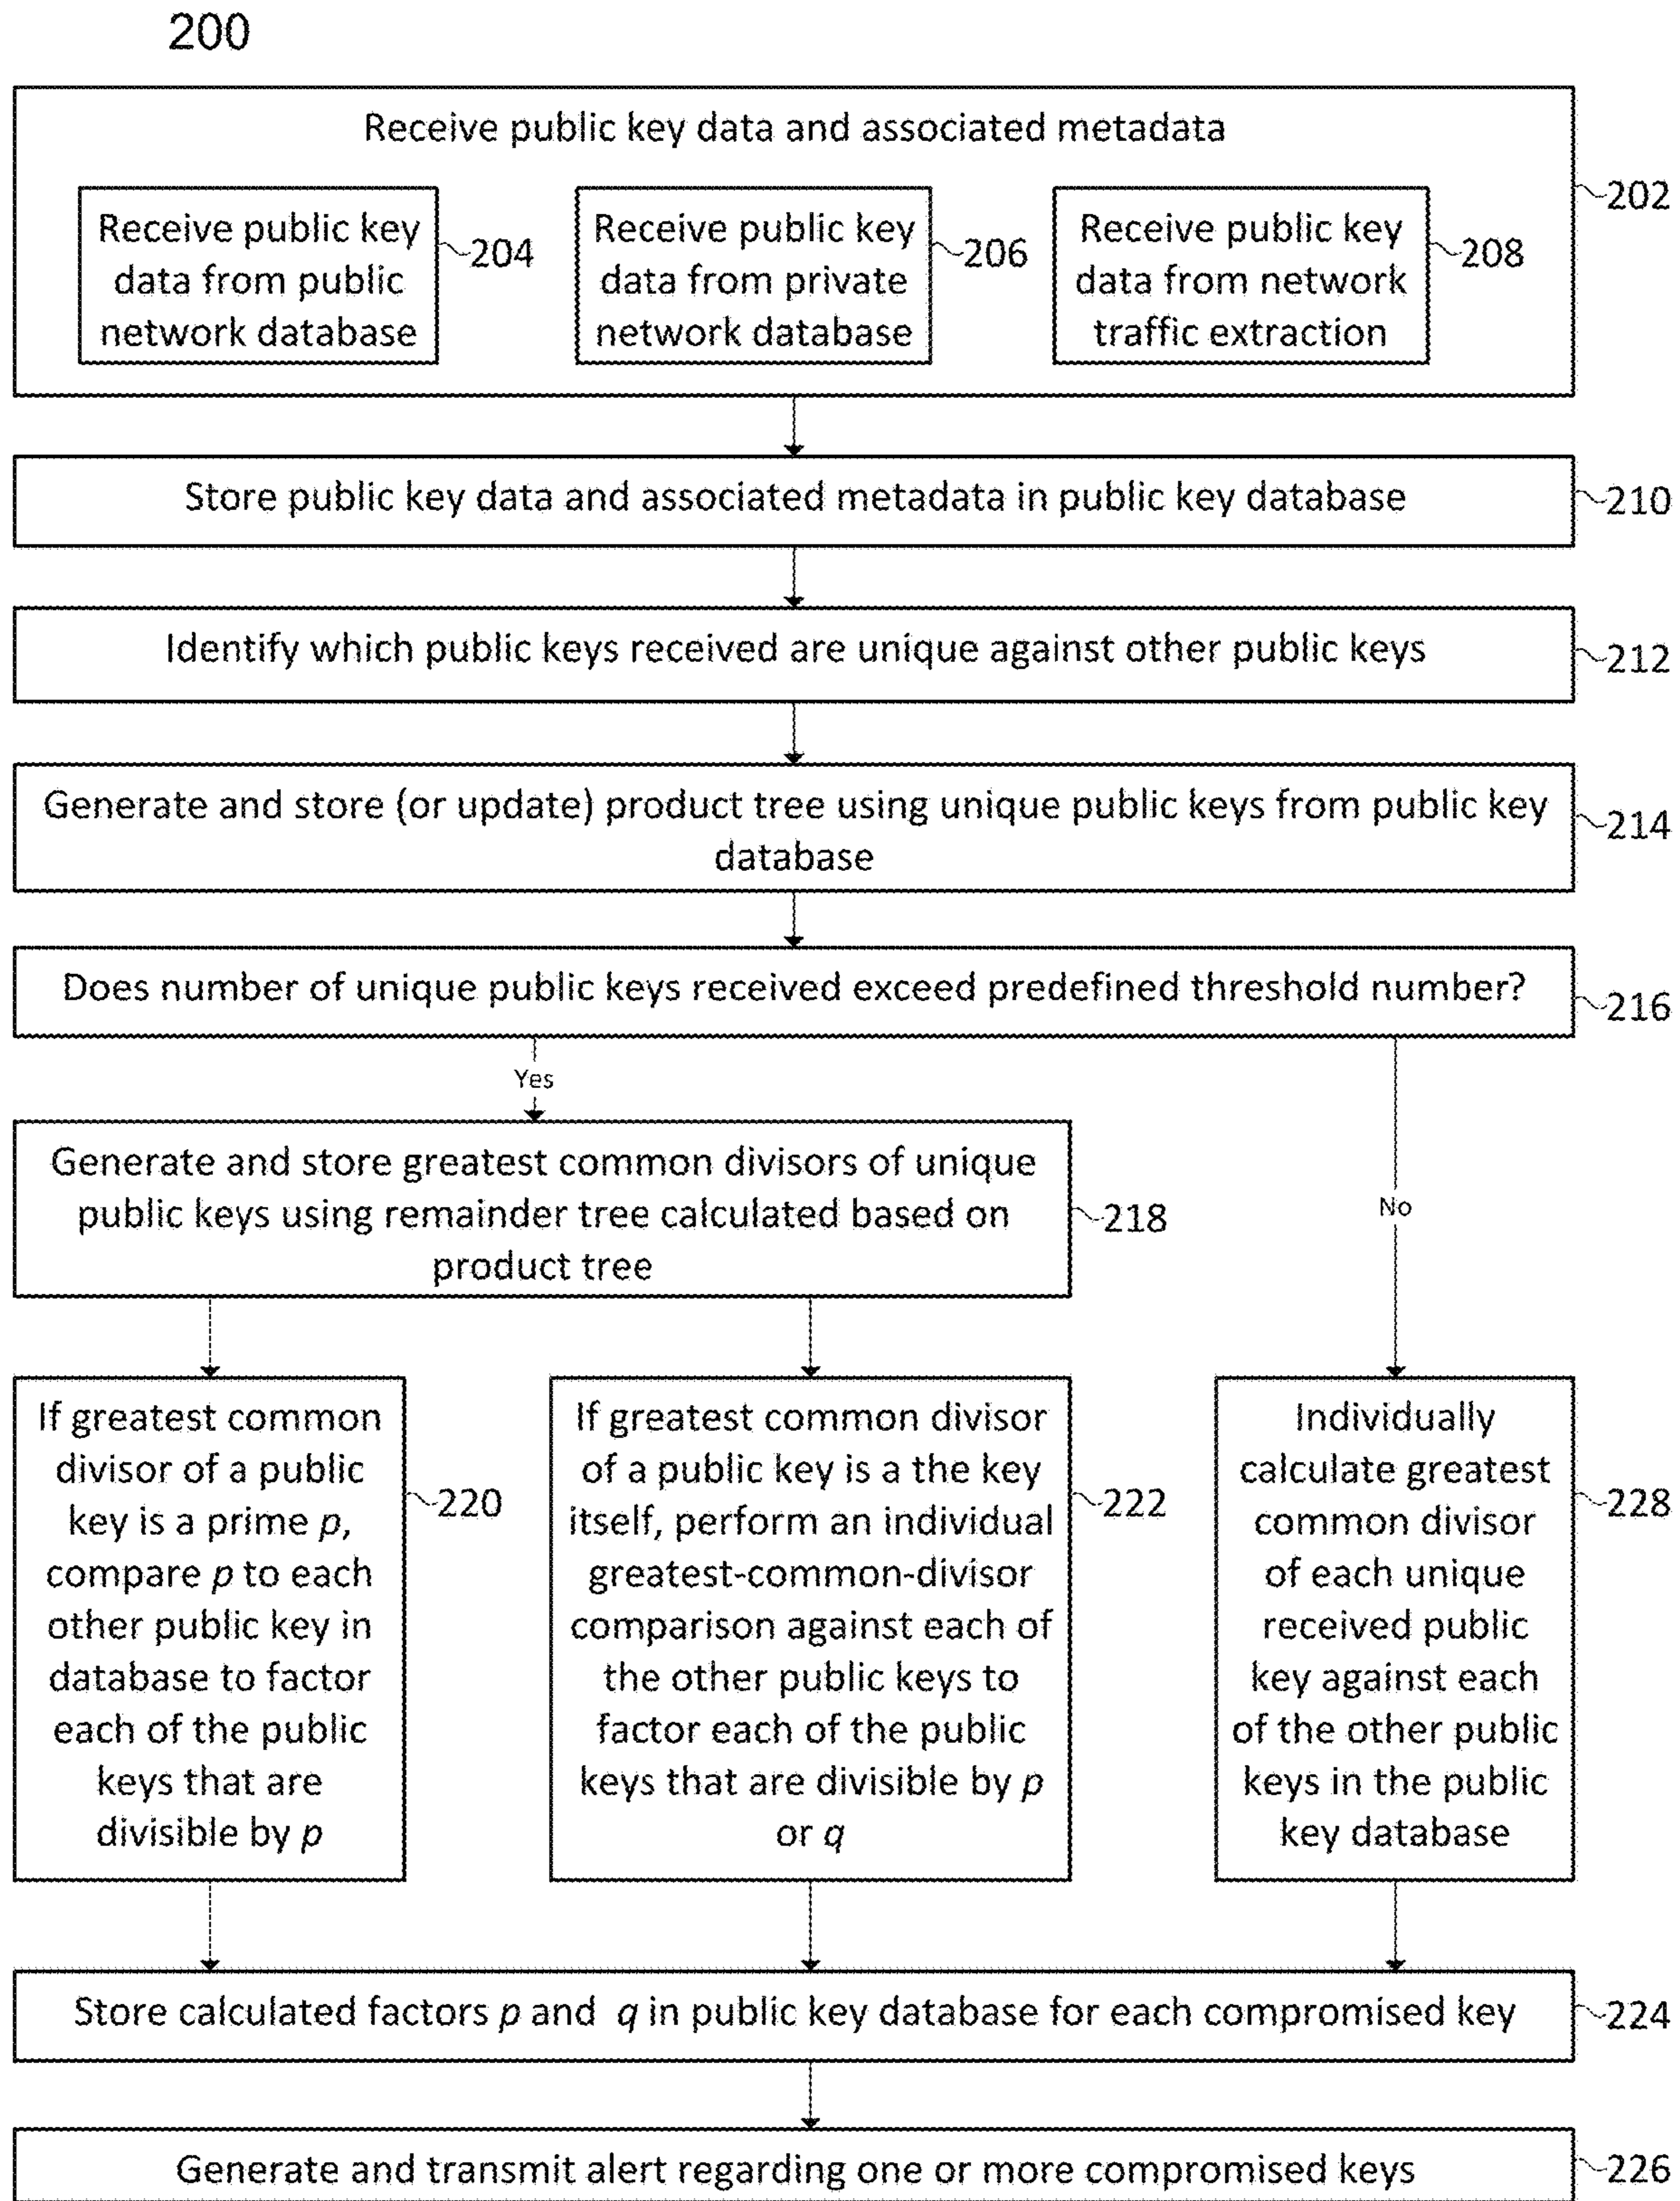 200
Receive public key data and associated metadata
202
Receive public key
data from public
network database
204
Receive public key
data from private
network database
206
Receive public key
data from network
traffic extraction
208
Store public key data and associated metadata in public key database
210
Identify which public keys received are unique against other public keys
212
Generate and store (or update) product tree using unique public keys from public key
database
214
Does number of unique public keys received exceed predefined threshold number?
216
Yes
No
Generate and store greatest common divisors of unique
public keys using remainder tree calculated based on
product tree
218
If greatest common
divisor of a public
key is a prime p,
compare p to each
other public key in
database to factor
each of the public
keys that are
divisible by p
220
If greatest common divisor
of a public key is a the key
itself, perform an individual
greatest-common-divisor
comparison against each of
the other public keys to
factor each of the public
keys that are divisible by p
or q
222
Individually
calculate greatest
common divisor
of each unique
received public
key against each
of the other public
keys in the public
key database
228
Store calculated factors p and q in public key database for each compromised key
224
Generate and transmit alert regarding one or more compromised keys
226